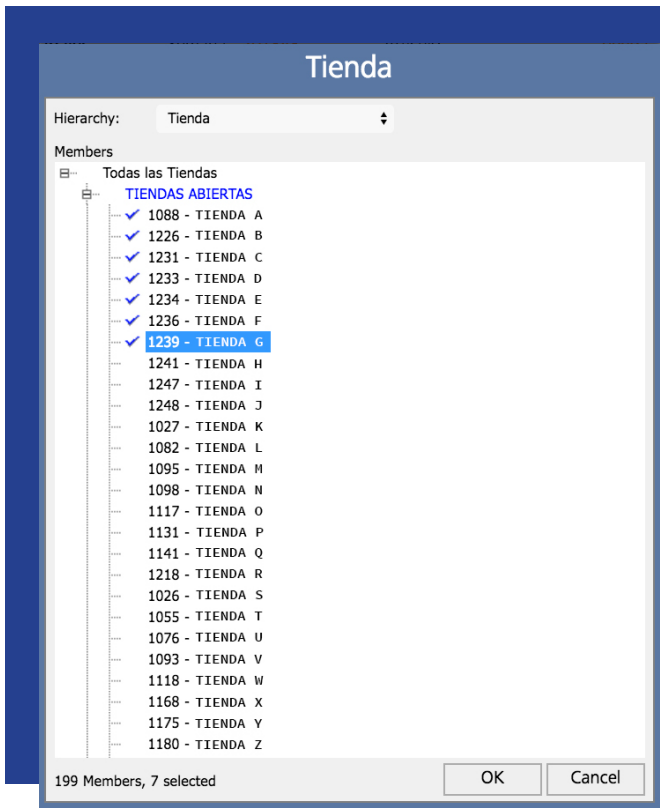 Tienda
Hierarchy: Tienda
Members
Todas las Tiendas
TIENDAS ABIERTAS
1088 - TIENDA A
1226 - TIENDA B
1231 - TIENDA C
1233 - TIENDA D
1234 - TIENDA E
1236 - TIENDA F
1239 - TIENDA G
1241 - TIENDA H
1247 - TIENDA I
1248 - TIENDA J
1027 - TIENDA K
1082 - TIENDA L
1095 - TIENDA M
1098 - TIENDA N
1117 - TIENDA O
1131 - TIENDA P
1141 - TIENDA Q
1218 - TIENDA R
1026 - TIENDA S
1055 - TIENDA T
1076 - TIENDA U
1093 - TIENDA V
1118 - TIENDA W
1168 - TIENDA X
1175 - TIENDA Y
1180 - TIENDA Z
199 Members, 7 selected OK Cancel